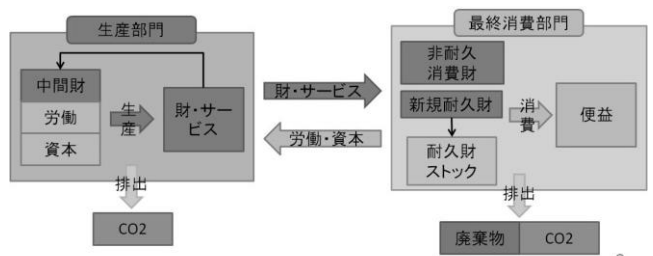 生産部門
中間財
労働
資本
生
産
財・サー
ビス
排出
CO2
財・サービス
労働・資本
最終消費部門
非耐久
消費財
新規耐久財
耐久財
ストック
消
費
便益
排出
廃棄物
CO2